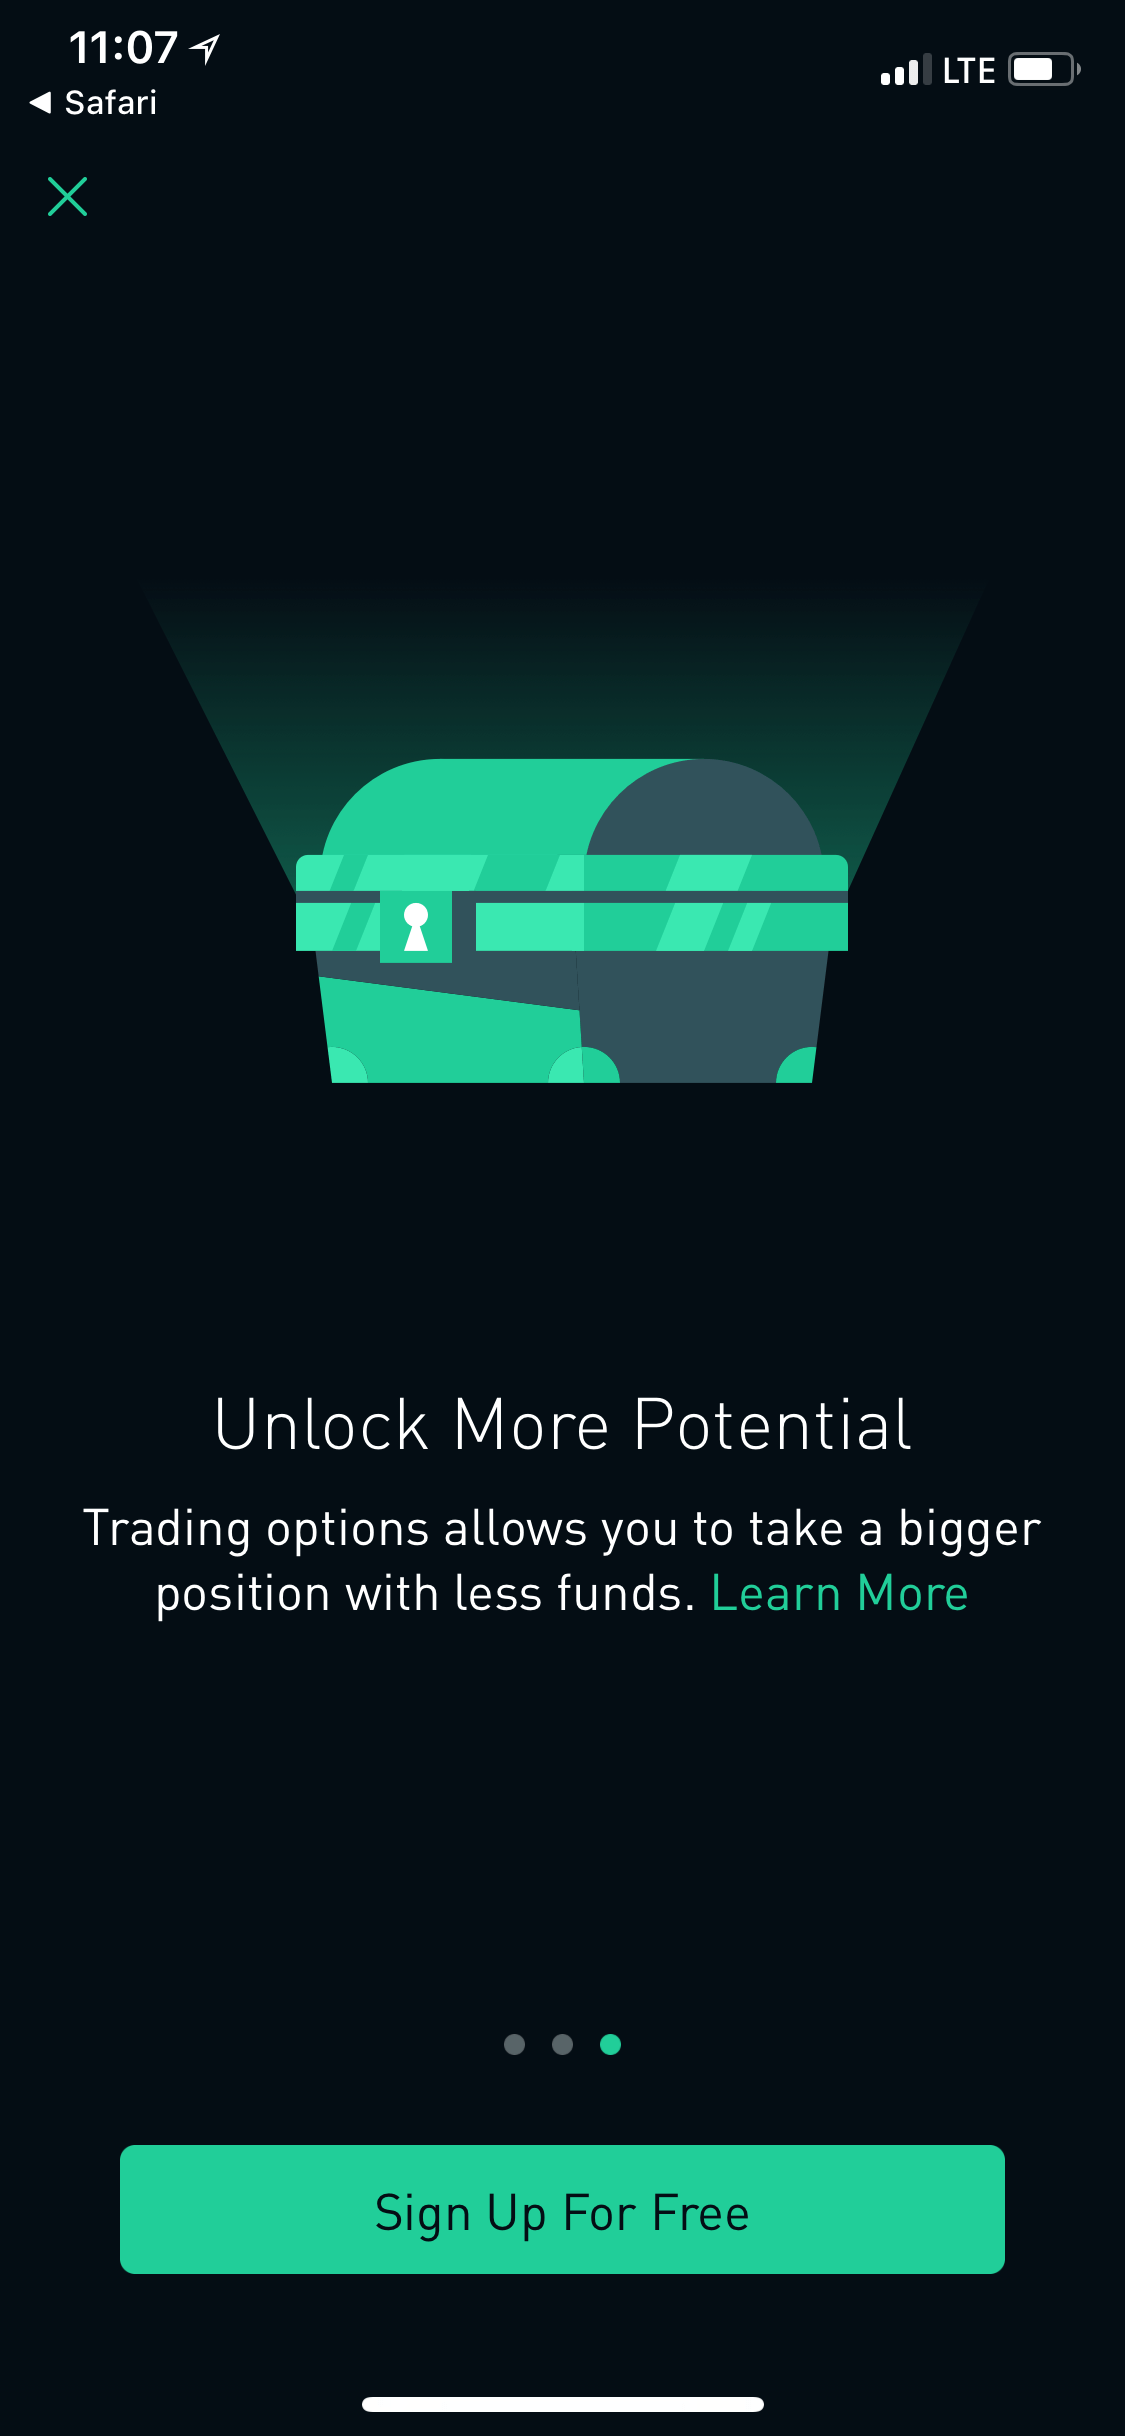 11:07
LTE
Safari
Unlock More Potential
Trading options allows you to take a bigger
position with less funds. Learn More
Sign Up For Free